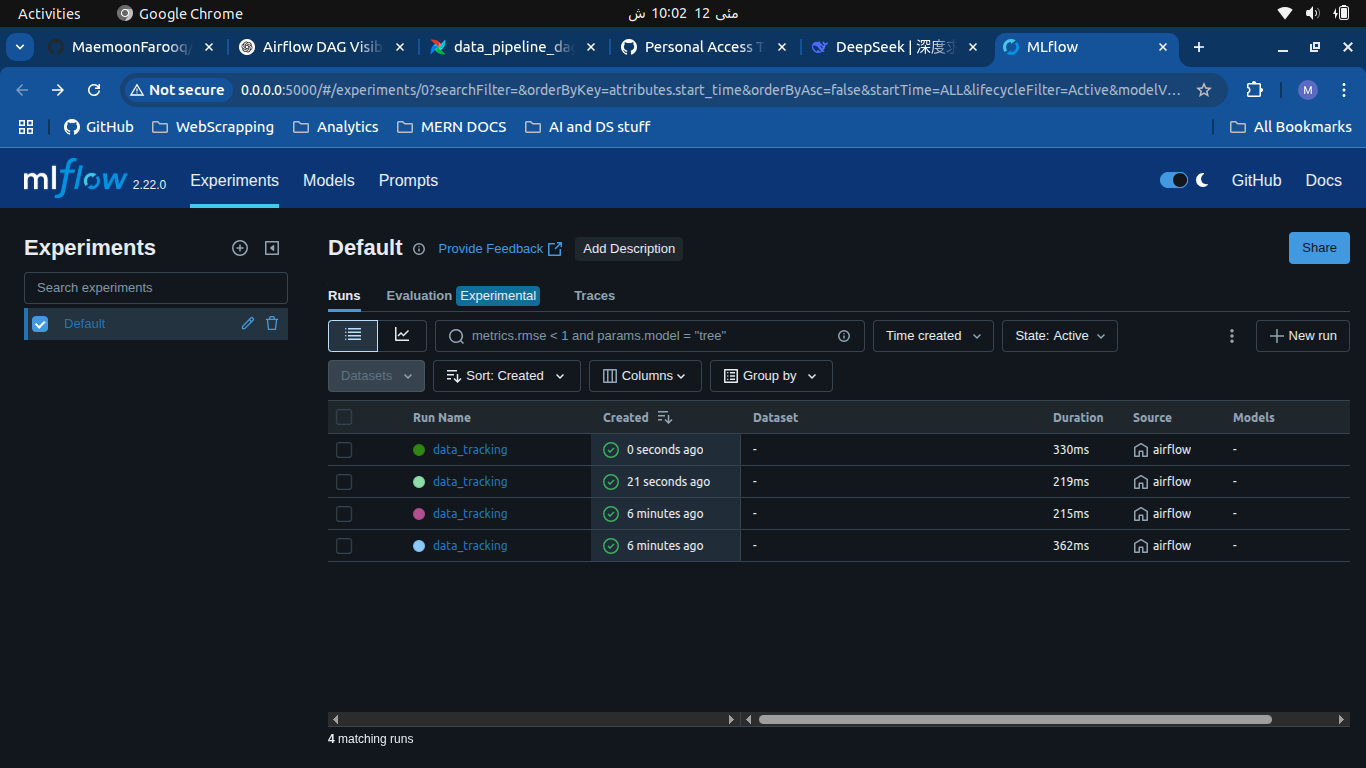 Activities
Google Chrome
مئی 12 10:02 ش
MaemoonFarooq/
Airflow DAG Visib
data_pipeline_da
Personal Access T
DeepSeek | 深度求
MLflow
Not secure
0.0.0.0:5000/#/experiments/0?searchFilter=&orderByKey=attributes.start_time&orderByAsc=false&startTime=ALL&lifecycleFilter=Active&modelV...
M
GitHub
WebScrapping
Analytics
MERN DOCS
AI and DS stuff
All Bookmarks
mlflow 2.22.0
Experiments
Models
Prompts
GitHub
Docs
Experiments
Search experiments
Default
Default
Provide Feedback
Add Description
Share
Runs
Evaluation Experimental
Traces
metrics.rmse < 1 and params.model = "tree"
Time created
State: Active
New run
Datasets
Sort: Created
Columns
Group by
Run Name Created Dataset Duration Source Models
data_tracking 0 seconds ago - 330ms airflow -
data_tracking 21 seconds ago - 219ms airflow -
data_tracking 6 minutes ago - 215ms airflow -
data_tracking 6 minutes ago - 362ms airflow -
4 matching runs